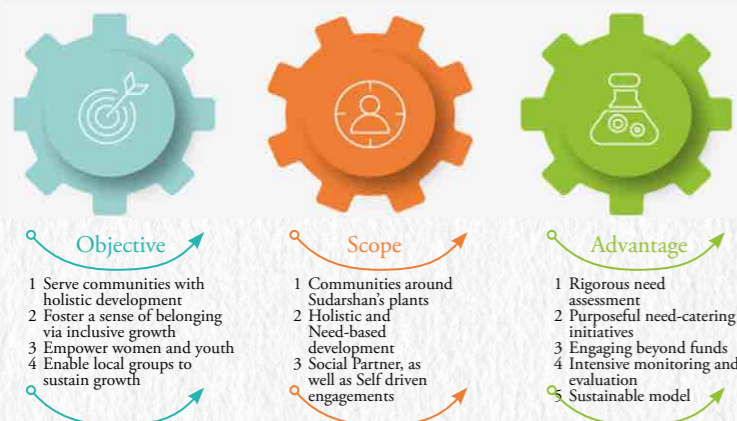 Objective
1 Serve communities with
holistic development
2 Foster a sense of belonging
via inclusive growth
3 Empower women and youth
4 Enable local groups to
sustain growth
Scope
1 Communities around
Sudarshan's plants
2 Holistic and
Need-based
development
3 Social Partner, as
well as Self driven
engagements
Advantage
1 Rigorous need
assessment
2 Purposeful need-catering
initiatives
3 Engaging beyond funds
4 Intensive monitoring and
evaluation
5 Sustainable model